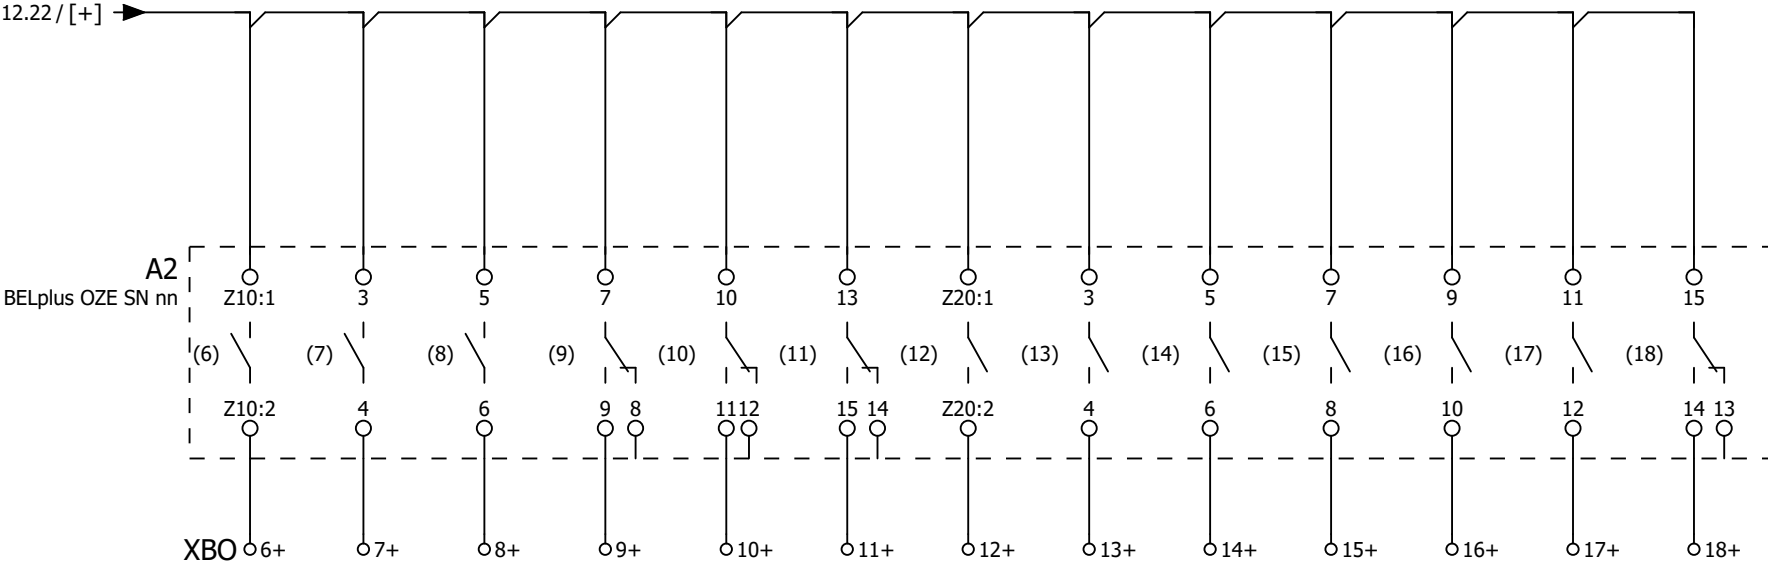 12.22 / [+]
A2
BELplus OZE SN nn
Z10:1 3 5 7 10 13 Z20:1 3 5 7 9 11 15
(6) (7) (8) (9) (10) (11) (12) (13) (14) (15) (16) (17) (18)
Z10:2 4 6 9 8 11 12 15 14 Z20:2 4 6 8 10 12 14 13
XBO 6+ 7+ 8+ 9+ 10+ 11+ 12+ 13+ 14+ 15+ 16+ 17+ 18+